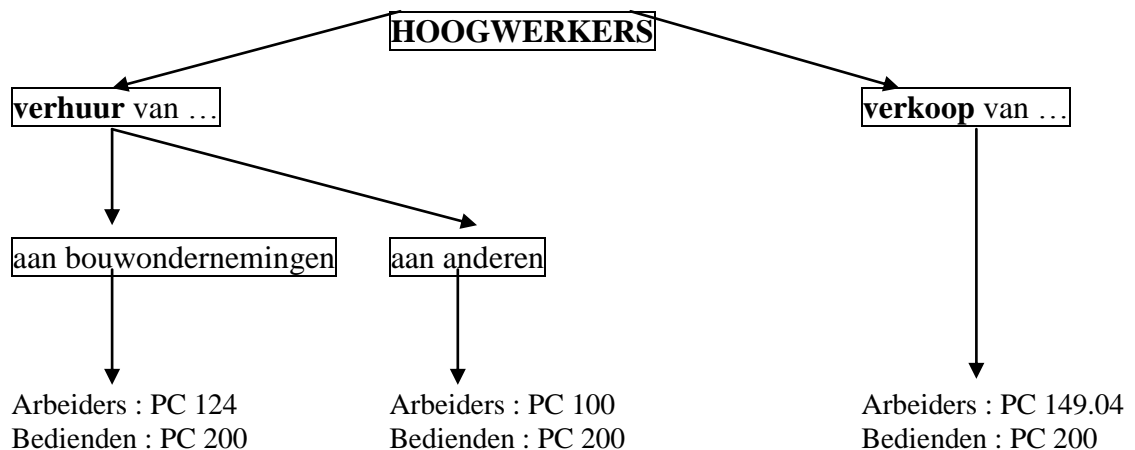 HOOGWERKERS
verhuur van …
verkoop van …
aan bouwondernemingen
aan anderen
Arbeiders : PC 124
Bedienden : PC 200
Arbeiders : PC 100
Bedienden : PC 200
Arbeiders : PC 149.04
Bedienden : PC 200